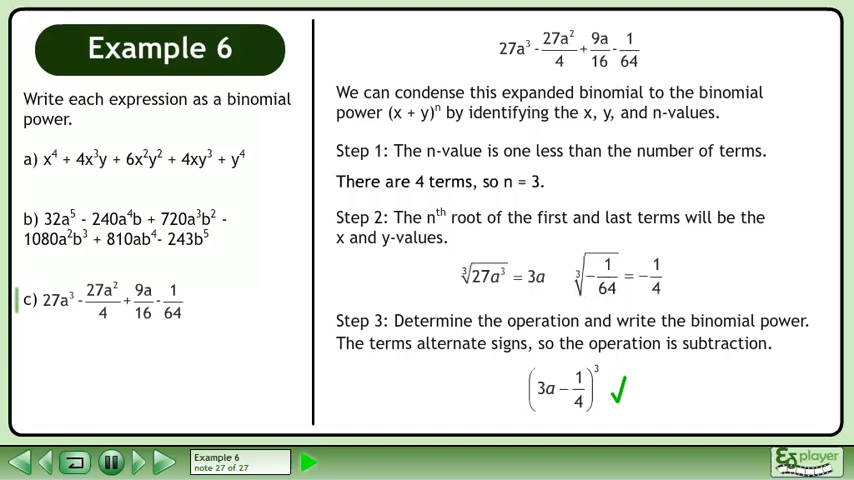 Example 6
Write each expression as a binomial
power.
a) x⁴ + 4x³y + 6x²y² + 4xy³ + y⁴
b) 32a⁵ - 240a⁴b + 720a³b² -
1080a²b³ + 810ab⁴- 243b⁵
c) 27a³ - 27a²/4 + 9a/16 - 1/64
27a³ - 27a²/4 + 9a/16 - 1/64
We can condense this expanded binomial to the binomial
power (x + y)ⁿ by identifying the x, y, and n-values.
Step 1: The n-value is one less than the number of terms.
There are 4 terms, so n = 3.
Step 2: The nᵗʰ root of the first and last terms will be the
x and y-values.
∛(27a³) = 3a ∛(-1/64) = -1/4
Step 3: Determine the operation and write the binomial power.
The terms alternate signs, so the operation is subtraction.
(3a – 1/4)³ ✓
Example 6
note 27 of 27
player